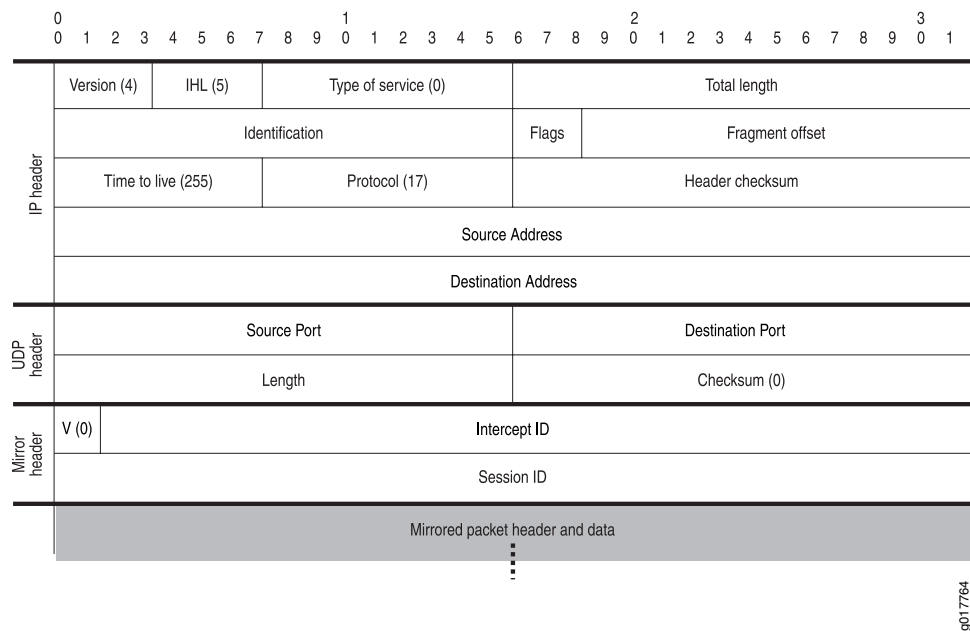 0 1 2 3
0 1 2 3 4 5 6 7 8 9 0 1 2 3 4 5 6 7 8 9 0 1 2 3 4 5 6 7 8 9 0 1
IP header
Version (4) IHL (5) Type of service (0) Total length
Identification Flags Fragment offset
Time to live (255) Protocol (17) Header checksum
Source Address
Destination Address
UDP
header
Source Port Destination Port
Length Checksum (0)
Mirror
header
V (0) Intercept ID
Session ID
Mirrored packet header and data
g017764